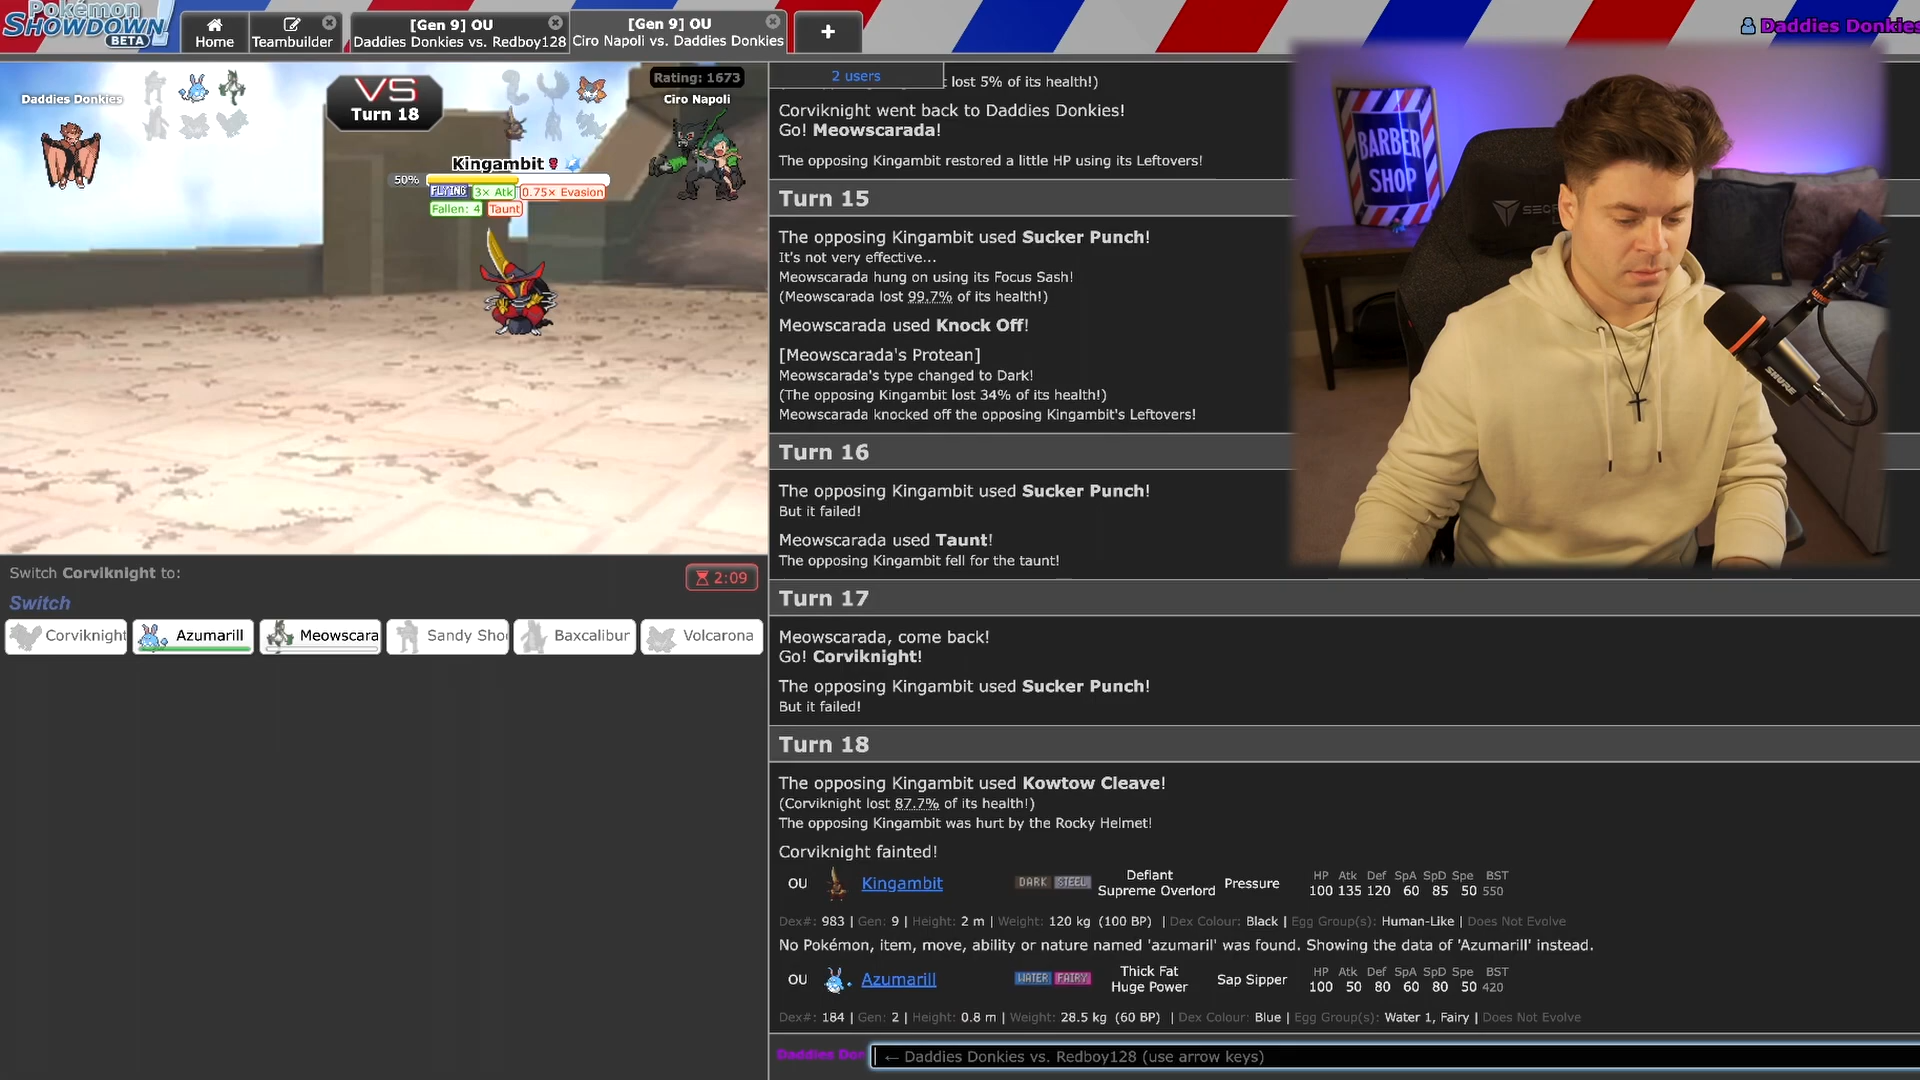 Pokémon
SHOWDOWN!
BETA
Home
Teambuilder
[Gen 9] OU
Daddies Donkies vs. Redboy128
[Gen 9] OU
Ciro Napoli vs. Daddies Donkies
+
Daddies Donkies
Daddies Donkies
VS
Turn 18
Rating: 1673
Ciro Napoli
Kingambit
50%
FLYING 3× Atk 0.75× Evasion
Fallen: 4 Taunt
Switch Corviknight to:
2:09
Switch
Corviknight
Azumarill
Meowscara
Sandy Sho
Baxcalibur
Volcarona
2 users
lost 5% of its health!)
Corviknight went back to Daddies Donkies!
Go! Meowscarada!
The opposing Kingambit restored a little HP using its Leftovers!
Turn 15
The opposing Kingambit used Sucker Punch!
It's not very effective...
Meowscarada hung on using its Focus Sash!
(Meowscarada lost 99.7% of its health!)
Meowscarada used Knock Off!
[Meowscarada's Protean]
Meowscarada's type changed to Dark!
(The opposing Kingambit lost 34% of its health!)
Meowscarada knocked off the opposing Kingambit's Leftovers!
Turn 16
The opposing Kingambit used Sucker Punch!
But it failed!
Meowscarada used Taunt!
The opposing Kingambit fell for the taunt!
Turn 17
Meowscarada, come back!
Go! Corviknight!
The opposing Kingambit used Sucker Punch!
But it failed!
Turn 18
The opposing Kingambit used Kowtow Cleave!
(Corviknight lost 87.7% of its health!)
The opposing Kingambit was hurt by the Rocky Helmet!
Corviknight fainted!
OU Kingambit DARK STEEL Defiant Supreme Overlord Pressure HP 100 Atk 135 Def 120 SpA 60 SpD 85 Spe 50 BST 550
Dex#: 983 | Gen: 9 | Height: 2 m | Weight: 120 kg (100 BP) | Dex Colour: Black | Egg Group(s): Human-Like | Does Not Evolve
No Pokémon, item, move, ability or nature named 'azumaril' was found. Showing the data of 'Azumarill' instead.
OU Azumarill WATER FAIRY Thick Fat Huge Power Sap Sipper HP 100 Atk 50 Def 80 SpA 60 SpD 80 Spe 50 BST 420
Dex#: 184 | Gen: 2 | Height: 0.8 m | Weight: 28.5 kg (60 BP) | Dex Colour: Blue | Egg Group(s): Water 1, Fairy | Does Not Evolve
Daddies Don
← Daddies Donkies vs. Redboy128 (use arrow keys)
BARBER
SHOP
SHURE